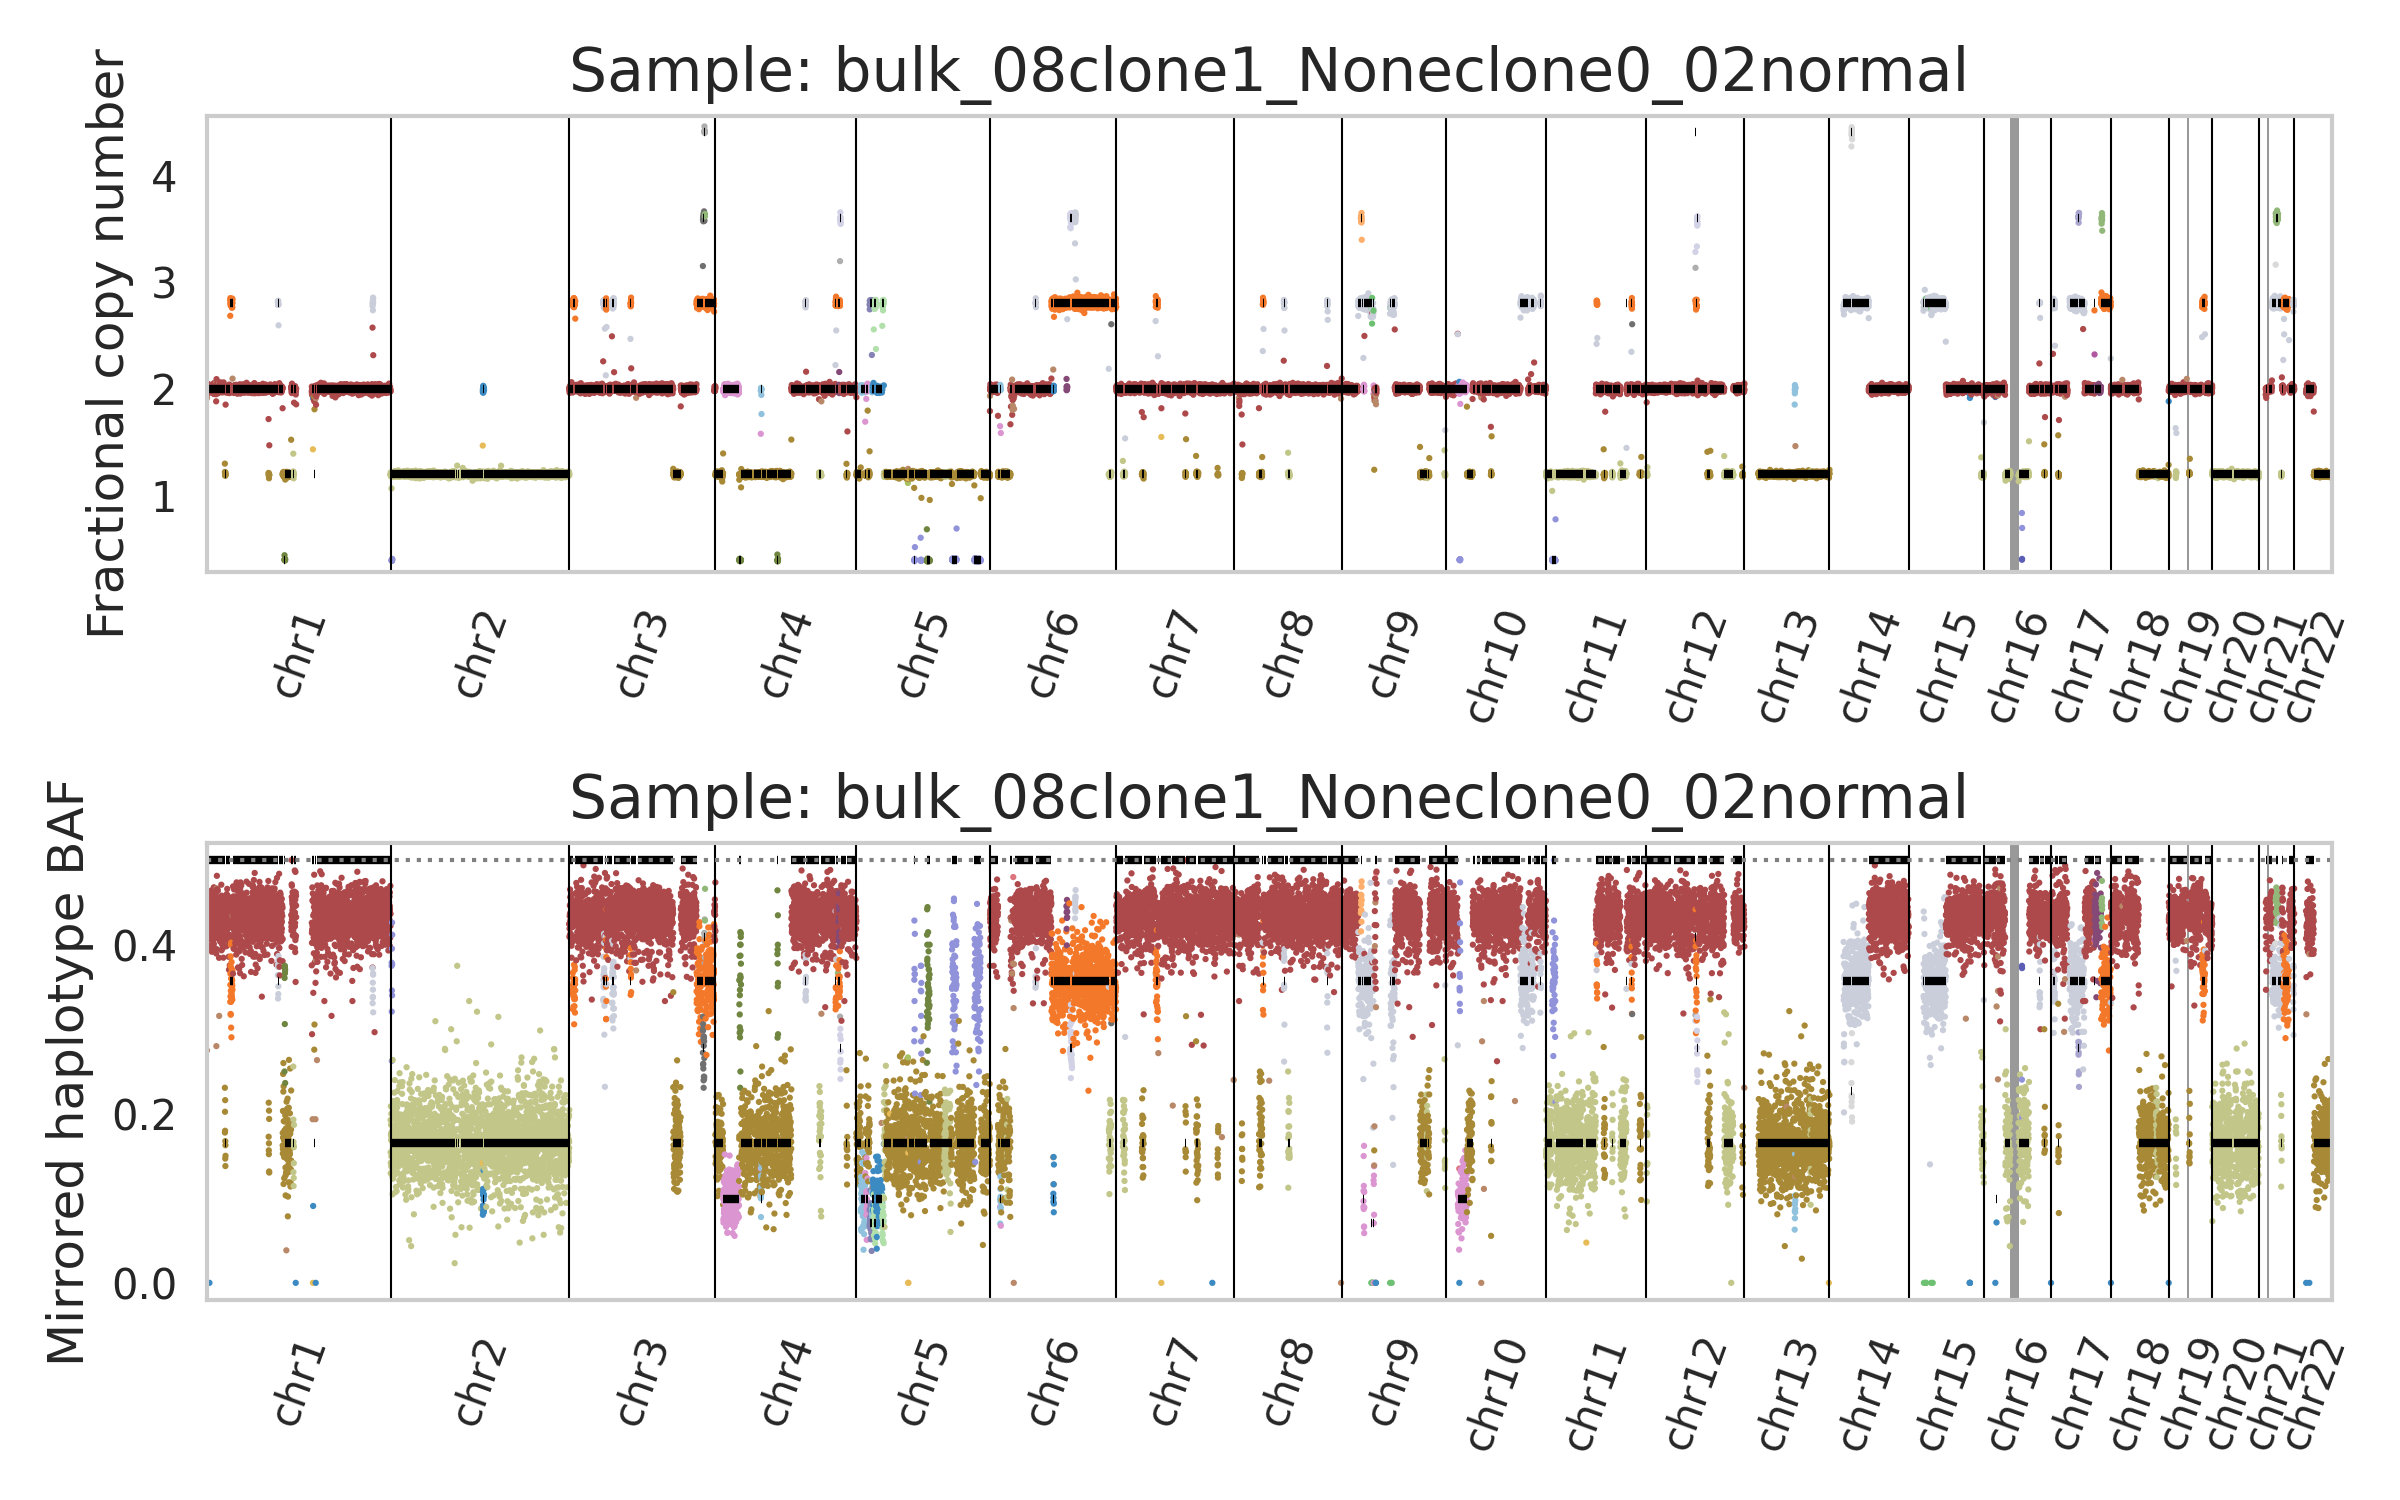 Sample: bulk_08clone1_Noneclone0_02normal
Fractional copy number
4
3
2
1
chr1 chr2 chr3 chr4 chr5 chr6 chr7 chr8 chr9 chr10 chr11 chr12 chr13 chr14 chr15 chr16 chr17 chr18 chr19 chr20 chr21 chr22
Sample: bulk_08clone1_Noneclone0_02normal
Mirrored haplotype BAF
0.4
0.2
0.0
chr1 chr2 chr3 chr4 chr5 chr6 chr7 chr8 chr9 chr10 chr11 chr12 chr13 chr14 chr15 chr16 chr17 chr18 chr19 chr20 chr21 chr22